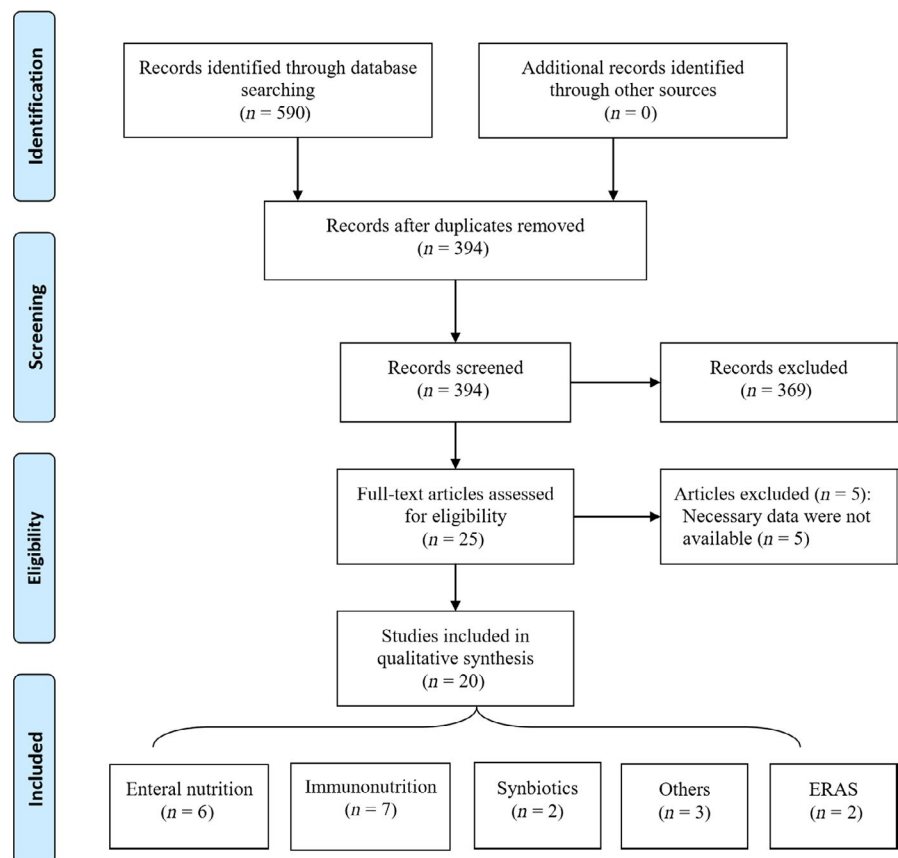 Identification
Records identified through database
searching
(n = 590)
Additional records identified
through other sources
(n = 0)
Records after duplicates removed
(n = 394)
Screening
Records screened
(n = 394)
Records excluded
(n = 369)
Eligibility
Full-text articles assessed
for eligibility
(n = 25)
Articles excluded (n = 5):
Necessary data were not
available (n = 5)
Studies included in
qualitative synthesis
(n = 20)
Included
Enteral nutrition
(n = 6)
Immunonutrition
(n = 7)
Synbiotics
(n = 2)
Others
(n = 3)
ERAS
(n = 2)